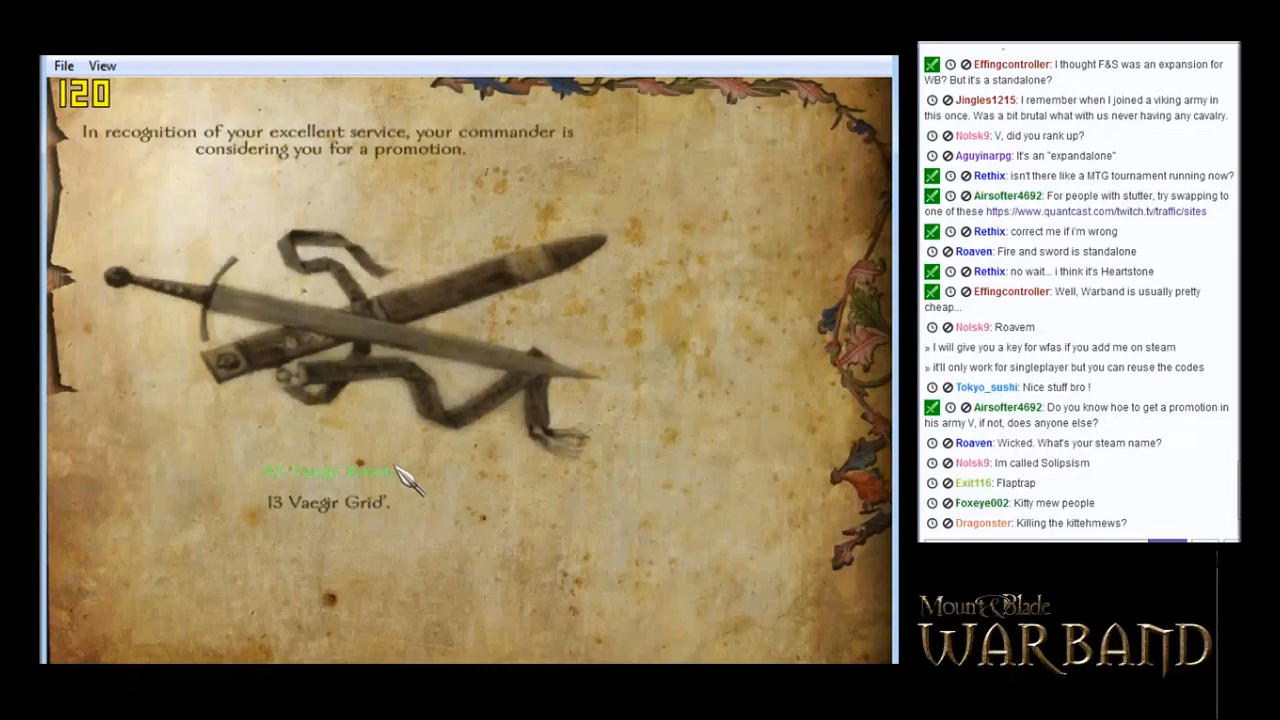 File View
120
In recognition of your excellent service, your commander is
considering you for a promotion.
Vaegir
13 Vaegir Grid'.
Effingcontroller: I thought F&S was an expansion for
WB? But it's a standalone?
Jingles1215: I remember when I joined a viking army in
this once. Was a bit brutal what with us never having any cavalry.
Nolsk9: V, did you rank up?
Aguyinarpg: It's an "expandalone"
Rethix: isn't there like a MTG tournament running now?
Airsofter4692: For people with stutter, try swapping to
one of these https://www.quantcast.com/twitch.tv/traffic/sites
Rethix: correct me if i'm wrong
Roaven: Fire and sword is standalone
Rethix: no wait... i think it's Heartstone
Effingcontroller: Well, Warband is usually pretty
cheap...
Nolsk9: Roavem
» I will give you a key for wfas if you add me on steam
» it'll only work for singleplayer but you can reuse the codes
Tokyo_sushi: Nice stuff bro !
Airsofter4692: Do you know hoe to get a promotion in
his army V, if not, does anyone else?
Roaven: Wicked. What's your steam name?
Nolsk9: Im called Solipsism
Exit116: Flaptrap
Foxeye002: Kitty mew people
Dragonster: Killing the kittehmews?
Mount & Blade
WARBAND